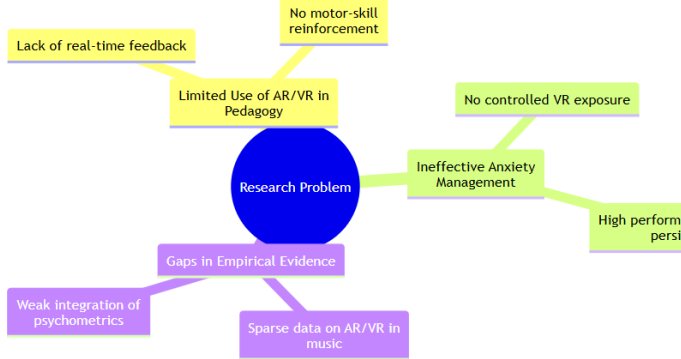 No motor-skill
reinforcement
Lack of real-time feedback
Limited Use of AR/VR in
Pedagogy
No controlled VR exposure
Ineffective Anxiety
Management
Research Problem
High
Gaps in Empirical Evidence
Weak integration of
psychometrics
Sparse data on AR/VR in
music